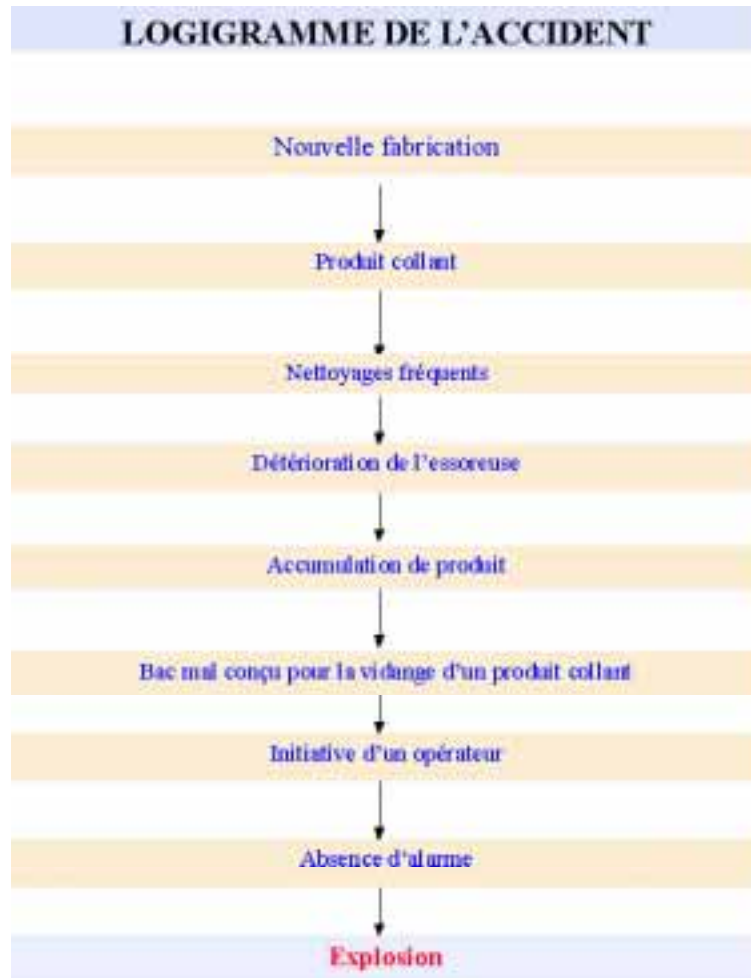 LOGIGRAMME DE L'ACCIDENT
Nouvelle fabrication
Produit collant
Nettoyages fréquents
Détérioration de l'essoreuse
Accumulation de produit
Bac mal conçu pour la vidange d'un produit collant
Initiative d'un opérateur
Absence d'alarme
Explosion